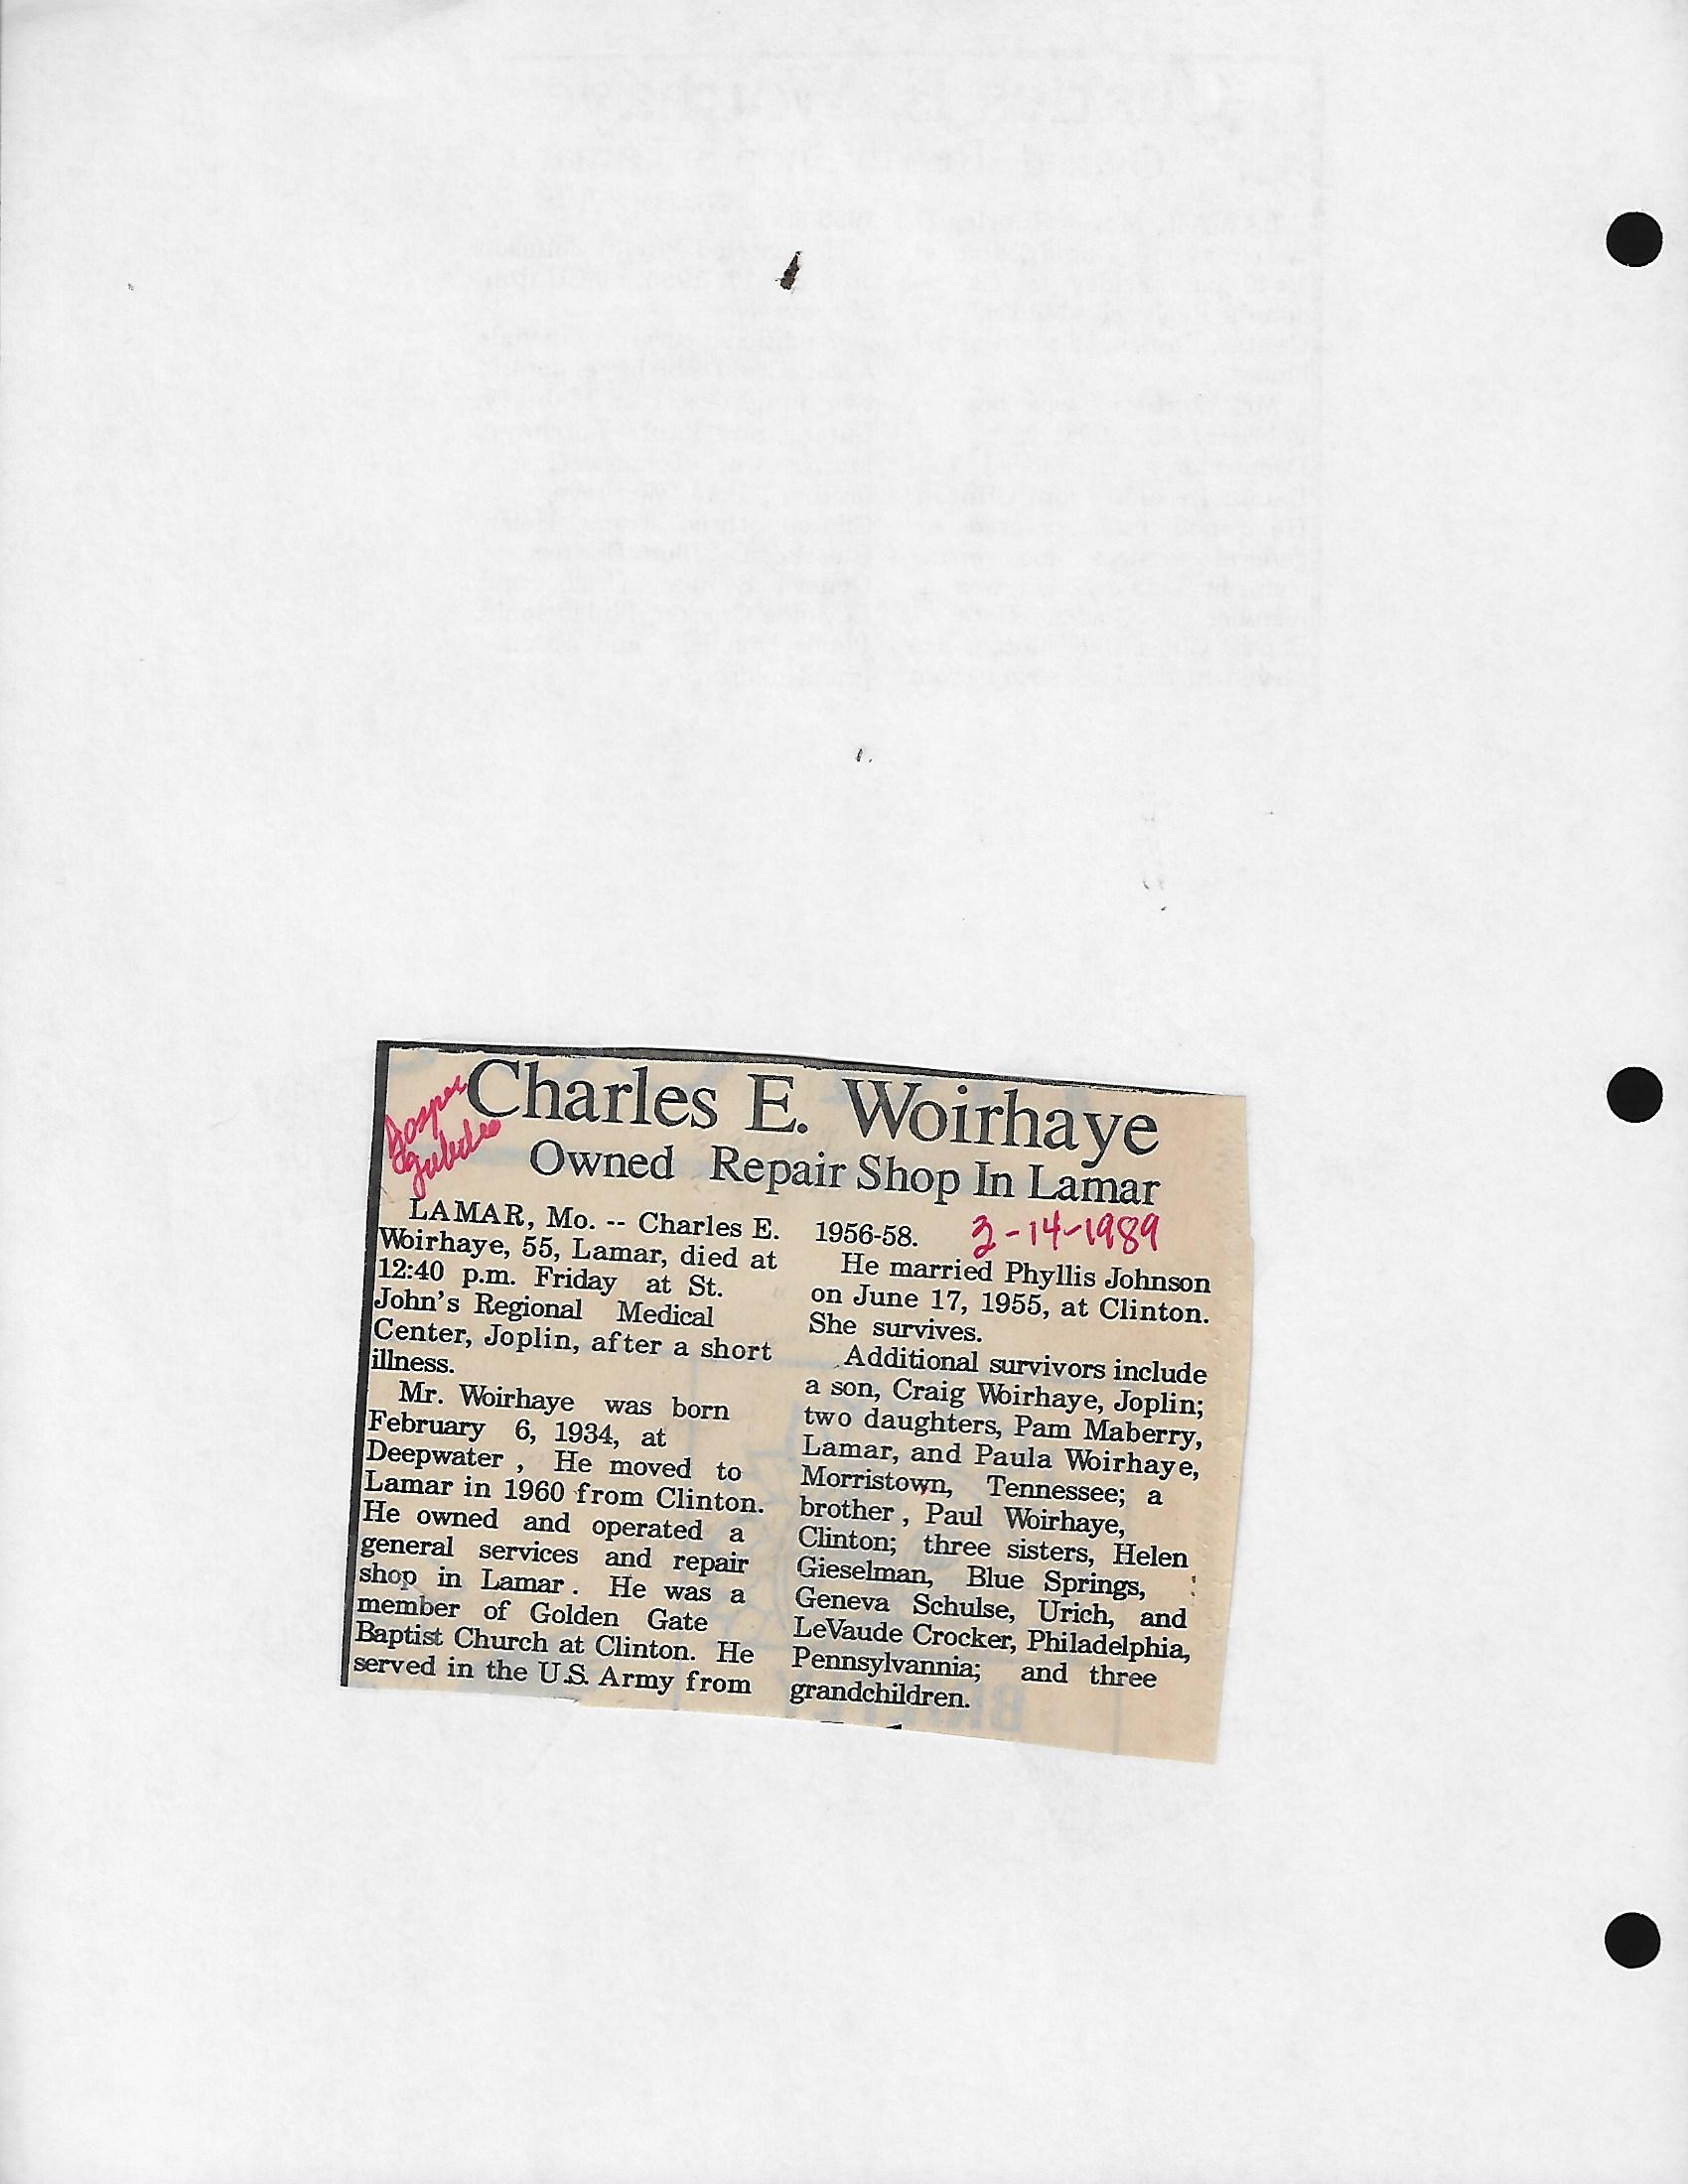 Charles E. Woirhaye
Owned Repair Shop In Lamar
LAMAR, Mo. -- Charles E.
Woirhaye, 55, Lamar, died at
12:40 p.m. Friday at St.
John's Regional Medical
Center, Joplin, after a short
illness.
Mr. Woirhaye was born
February 6, 1934, at
Deepwater , He moved to
Lamar in 1960 from Clinton.
He owned and operated a
general services and repair
shop in Lamar. He was a
member of Golden Gate
Baptist Church at Clinton. He
served in the U.S. Army from
1956-58. 2-14-1989
He married Phyllis Johnson
on June 17, 1955, at Clinton.
She survives.
Additional survivors include
a son, Craig Woirhaye, Joplin;
two daughters, Pam Maberry,
Lamar, and Paula Woirhaye,
Morristown, Tennessee; a
brother, Paul Woirhaye,
Clinton; three sisters, Helen
Gieselman, Blue Springs,
Geneva Schulse, Urich, and
LeVaude Crocker, Philadelphia,
Pennsylvannia; and three
grandchildren.